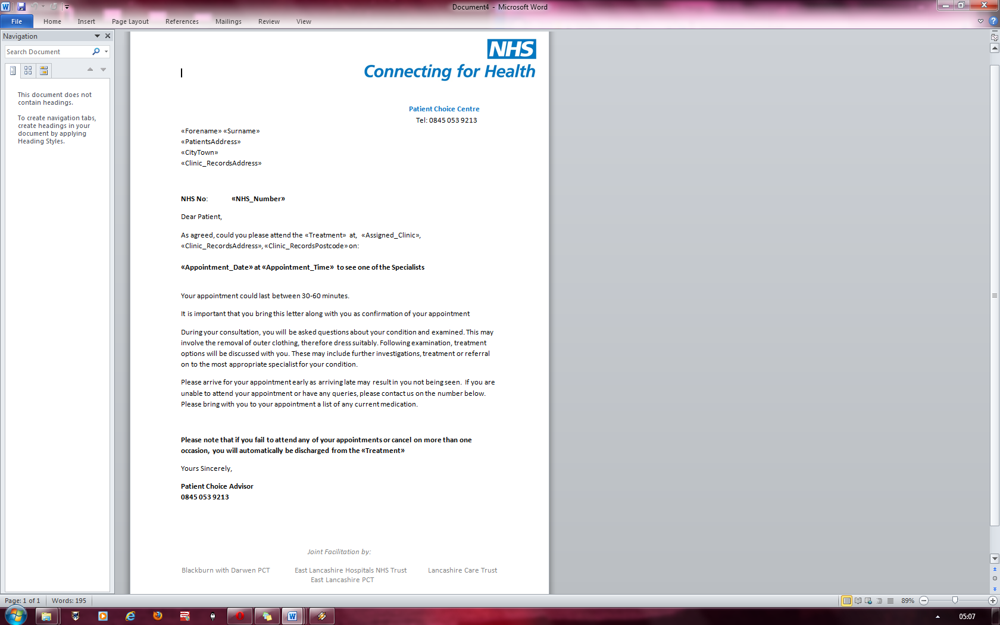 Document4 - Microsoft Word
File Home Insert Page Layout References Mailings Review View
Navigation
Search Document
This document does not
contain headings.
To create navigation tabs,
create headings in your
document by applying
Heading Styles.
NHS
Connecting for Health
Patient Choice Centre
Tel: 0845 053 9213
«Forename» «Surname»
«PatientsAddress»
«CityTown»
«Clinic_RecordsAddress»
NHS No: «NHS_Number»
Dear Patient,
As agreed, could you please attend the «Treatment» at, «Assigned_Clinic»,
«Clinic_RecordsAddress», «Clinic_RecordsPostcode» on:
«Appointment_Date» at «Appointment_Time» to see one of the Specialists
Your appointment could last between 30-60 minutes.
It is important that you bring this letter along with you as confirmation of your appointment
During your consultation, you will be asked questions about your condition and examined. This may
involve the removal of outer clothing, therefore dress suitably. Following examination, treatment
options will be discussed with you. These may include further investigations, treatment or referral
on to the most appropriate specialist for your condition.
Please arrive for your appointment early as arriving late may result in you not being seen. If you are
unable to attend your appointment or have any queries, please contact us on the number below.
Please bring with you to your appointment a list of any current medication.
Please note that if you fail to attend any of your appointments or cancel on more than one
occasion, you will automatically be discharged from the «Treatment»
Yours Sincerely,
Patient Choice Advisor
0845 053 9213
Joint Facilitation by:
Blackburn with Darwen PCT East Lancashire Hospitals NHS Trust Lancashire Care Trust
East Lancashire PCT
Page: 1 of 1 Words: 195 89%
05:07